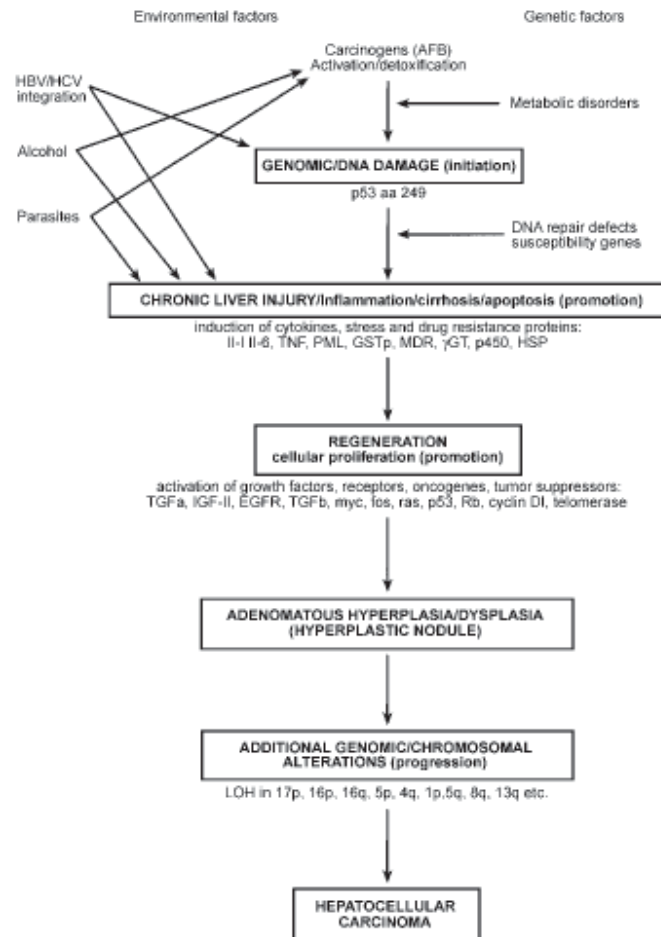 Environmental factors
Genetic factors
Carcinogens (AFB)
Activation/detoxification
HBV/HCV
integration
Metabolic disorders
Alcohol
GENOMIC/DNA DAMAGE (initiation)
p53 aa 249
Parasites
DNA repair defects
susceptibility genes
CHRONIC LIVER INJURY/Inflammation/cirrhosis/apoptosis (promotion)
induction of cytokines, stress and drug resistance proteins:
Il-I Il-6, TNF, PML, GSTp, MDR, γGT, p450, HSP
REGENERATION
cellular proliferation (promotion)
activation of growth factors, receptors, oncogenes, tumor suppressors:
TGFa, IGF-II, EGFR, TGFb, myc, fos, ras, p53, Rb, cyclin DI, telomerase
ADENOMATOUS HYPERPLASIA/DYSPLASIA
(HYPERPLASTIC NODULE)
ADDITIONAL GENOMIC/CHROMOSOMAL
ALTERATIONS (progression)
LOH in 17p, 16p, 16q, 5p, 4q, 1p,5q, 8q, 13q etc.
HEPATOCELLULAR
CARCINOMA